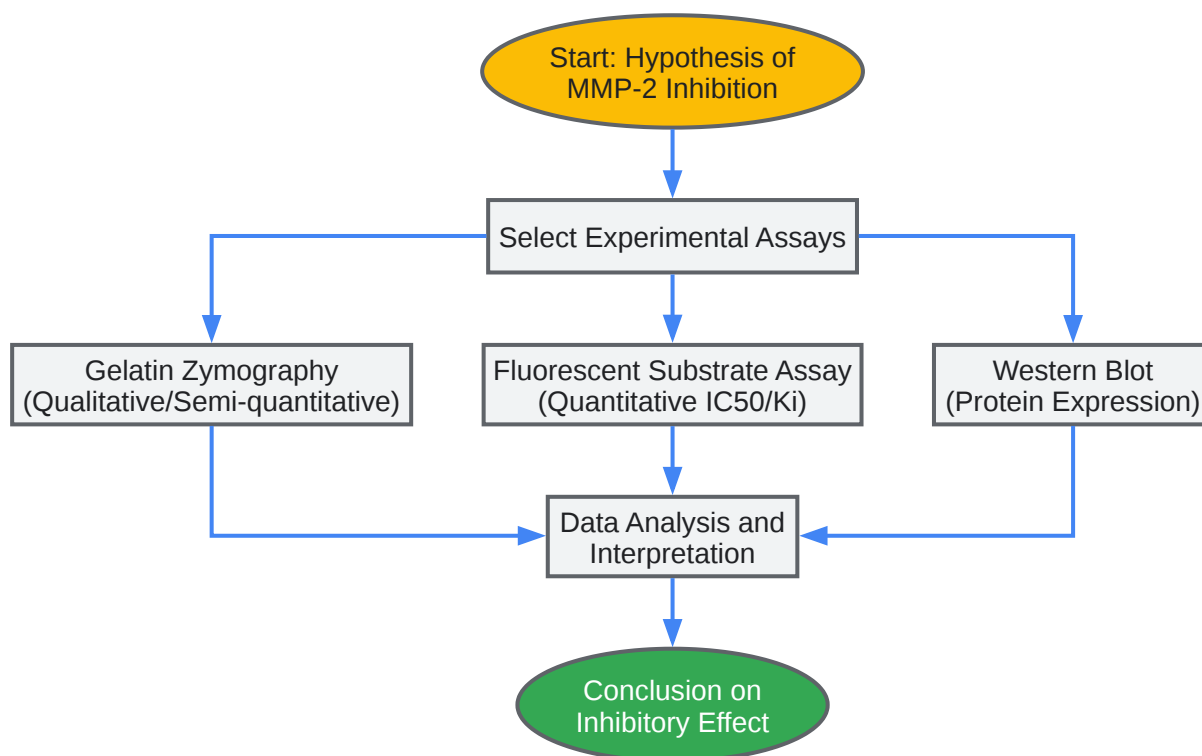 Start: Hypothesis of
MMP-2 Inhibition
Select Experimental Assays
Gelatin Zymography
(Qualitative/Semi-quantitative)
Fluorescent Substrate Assay
(Quantitative IC50/Ki)
Western Blot
(Protein Expression)
Data Analysis and
Interpretation
Conclusion on
Inhibitory Effect